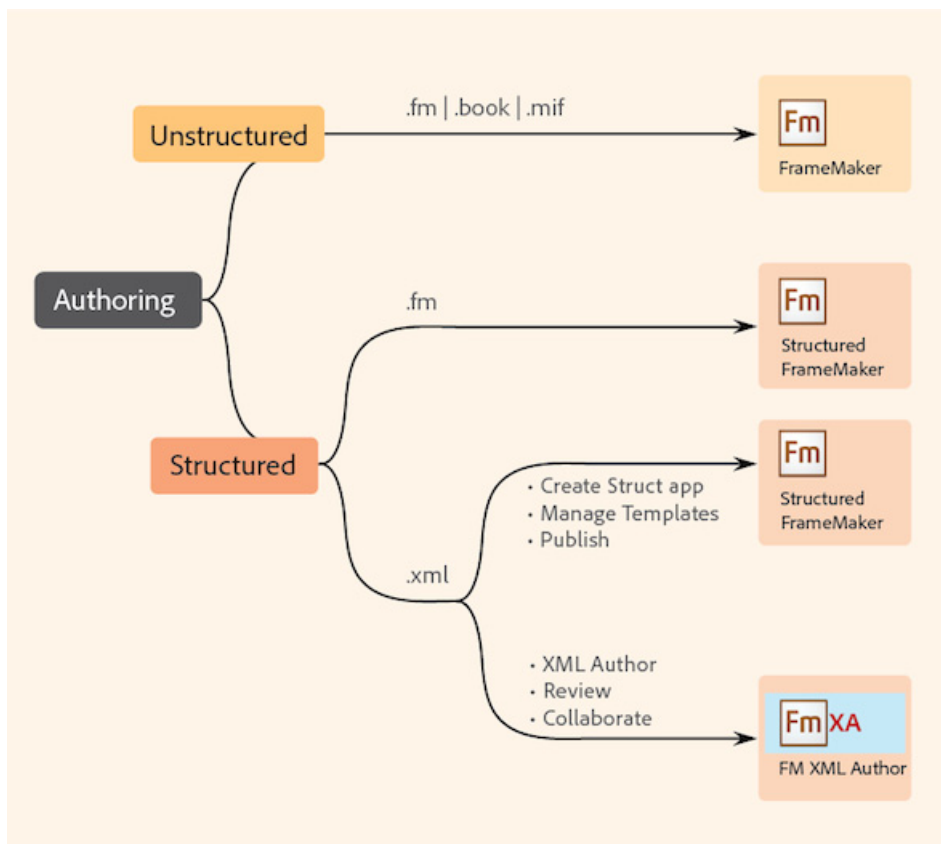 .fm | .book | .mif
Unstructured
Fm
FrameMaker
Authoring
.fm
Fm
Structured
FrameMaker
Structured
• Create Struct app
• Manage Templates
• Publish
Fm
Structured
FrameMaker
.xml
• XML Author
• Review
• Collaborate
Fm XA
FM XML Author